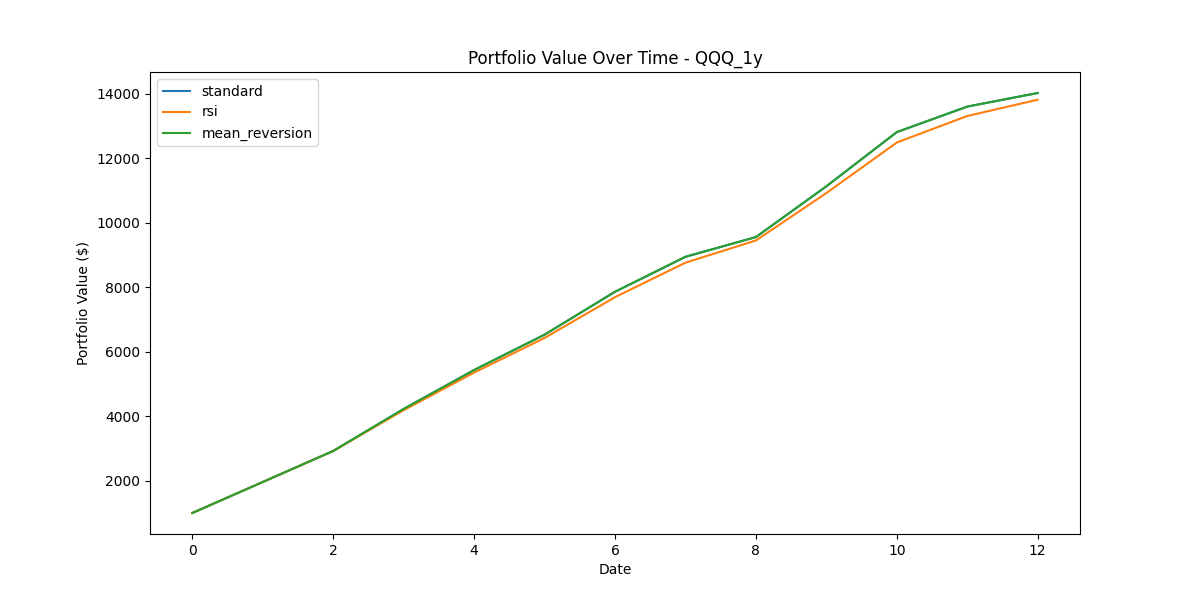 Portfolio Value Over Time - QQQ_1y
standard
rsi
mean_reversion
14000
12000
10000
8000
6000
4000
2000
Portfolio Value ($)
0 2 4 6 8 10 12
Date